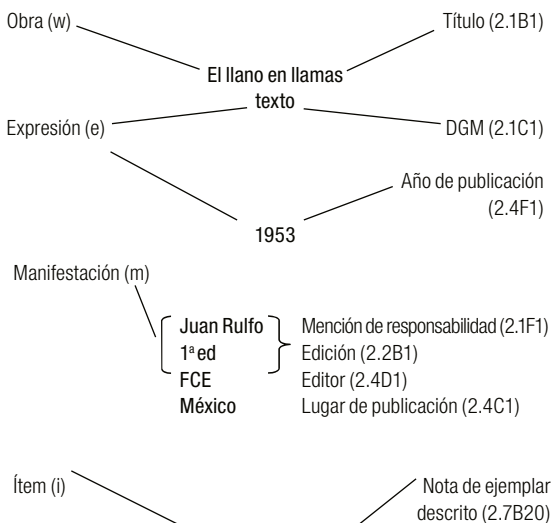 Obra (w) Título (2.1B1)
El llano en llamas
texto
Expresión (e) DGM (2.1C1)
Año de publicación
(2.4F1)
1953
Manifestación (m)
Juan Rulfo Mención de responsabilidad (2.1F1)
1ª ed Edición (2.2B1)
FCE Editor (2.4D1)
México Lugar de publicación (2.4C1)
Ítem (i) Nota de ejemplar
descrito (2.7B20)